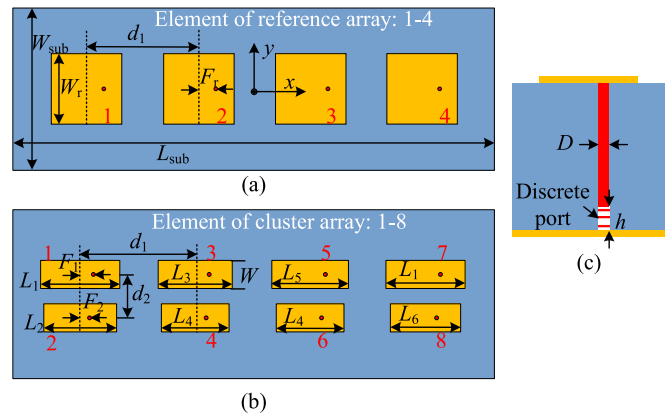 Element of reference array: 1-4
W_sub
d_1
y
W_r
F_r
x
1
2
3
4
L_sub
(a)
Element of cluster array: 1-8
1
d_1
3
5
7
F_1
L_1
L_3
W
L_5
L_1
d_2
F_2
L_2
L_4
L_4
L_6
2
4
6
8
(b)
D
Discrete
port
h
(c)